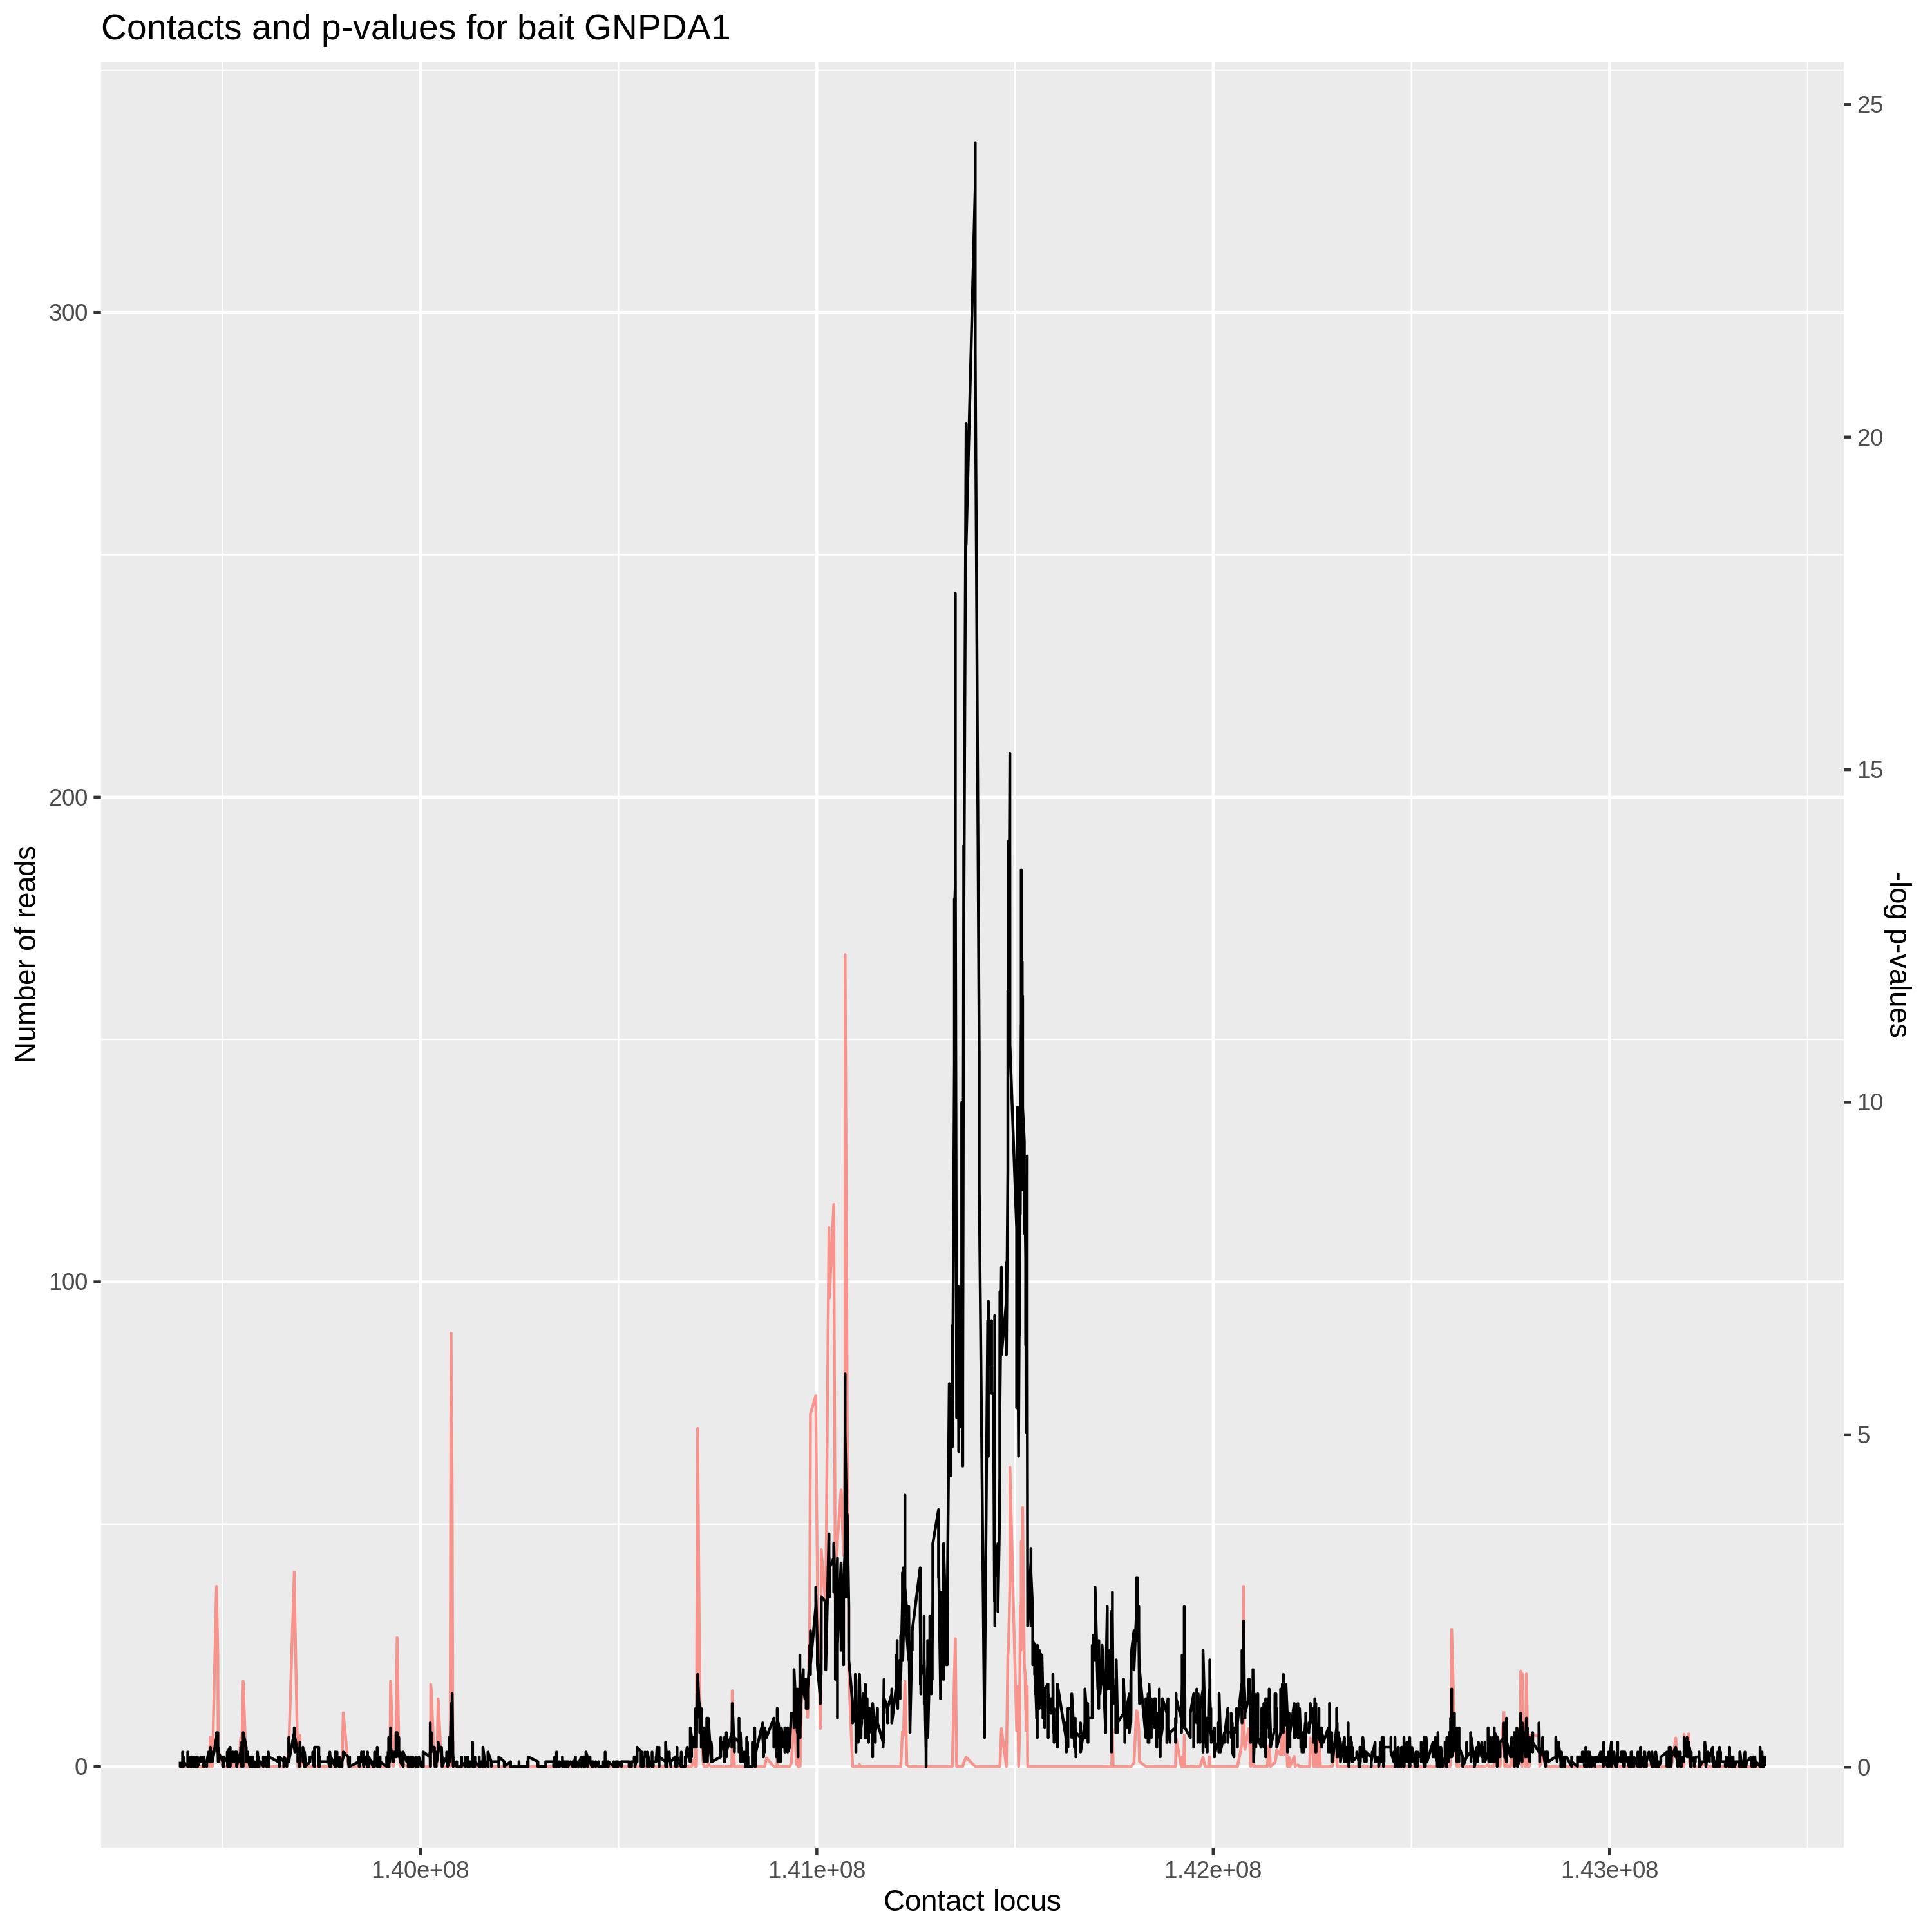 Contacts and p-values for bait GNPDA1
300
200
100
0
Number of reads
25
20
15
10
5
0
-log p-values
1.40e+08
1.41e+08
1.42e+08
1.43e+08
Contact locus